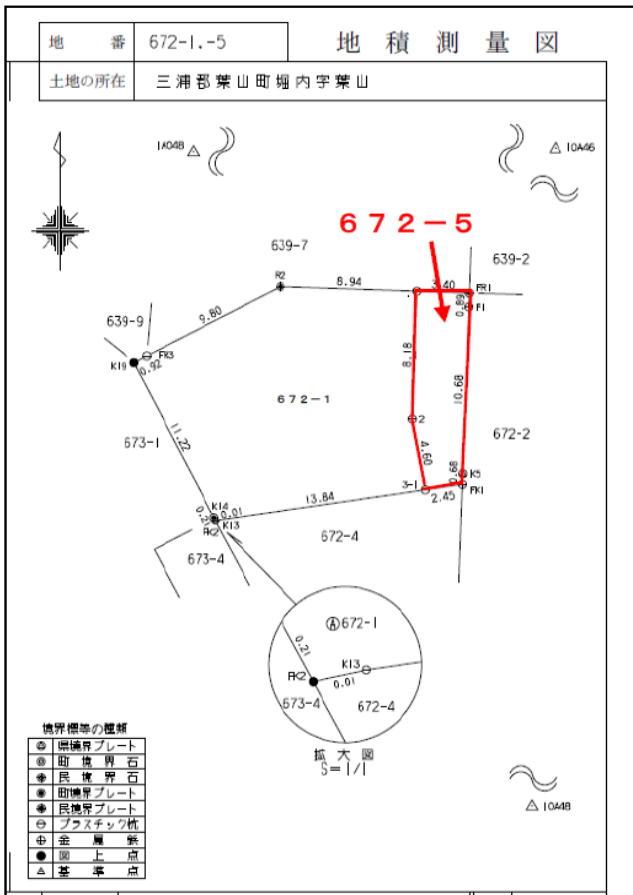 地番 672-1.-5 地積測量図
土地の所在 三浦郡葉山町堀内字葉山
1A048
10A46
672-5
639-7
639-2
R2
8.94
3.40
FR1
0.89
F1
639-9
9.80
K19
0.92
FK3
8.18
10.68
672-1
2
673-1
11.22
672-2
4.60
K5
0.68
3-1
2.45
FK1
13.84
K14
0.01
0.21
FK2
K13
672-4
673-4
Ⓐ672-1
0.21
K13
FK2
0.01
673-4
672-4
拡大図
S=1/1
境界標等の種類
県境界プレート
町境界石
民境界石
町境界プレート
民境界プレート
プラスチック杭
金属鋲
図上点
基準点
10A48